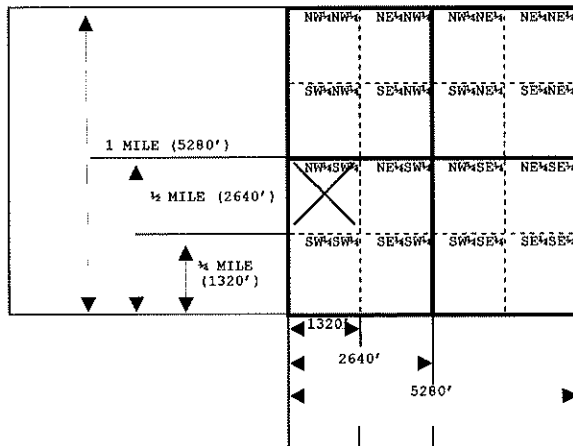 NW¼NW¼ NE¼NW¼ NW¼NE¼ NE¼NE¼
SW¼NW¼ SE¼NW¼ SW¼NE¼ SE¼NE¼
1 MILE (5280')
NW¼SW¼ NE¼SW¼ NW¼SE¼ NE¼SE¼
½ MILE (2640')
SW¼SW¼ SE¼SW¼ SW¼SE¼ SE¼SE¼
¼ MILE
(1320')
1320'
2640'
5280'